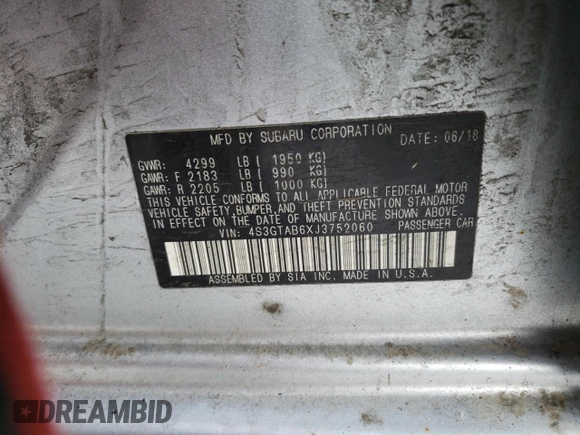 MFD BY SUBARU CORPORATION
DATE: 06/18
GVWR: 4299 LB ( 1950 KG)
GAWR: F 2183 LB ( 990 KG)
GAWR: R 2205 LB ( 1000 KG)
THIS VEHICLE CONFORMS TO ALL APPLICABLE FEDERAL MOTOR
VEHICLE SAFETY, BUMPER, AND THEFT PREVENTION STANDARDS
IN EFFECT ON THE DATE OF MANUFACTURE SHOWN ABOVE.
VIN: 4S3GTAB6XJ3752060 PASSENGER CAR
ASSEMBLED BY SIA INC. MADE IN U.S.A.
DREAMBID